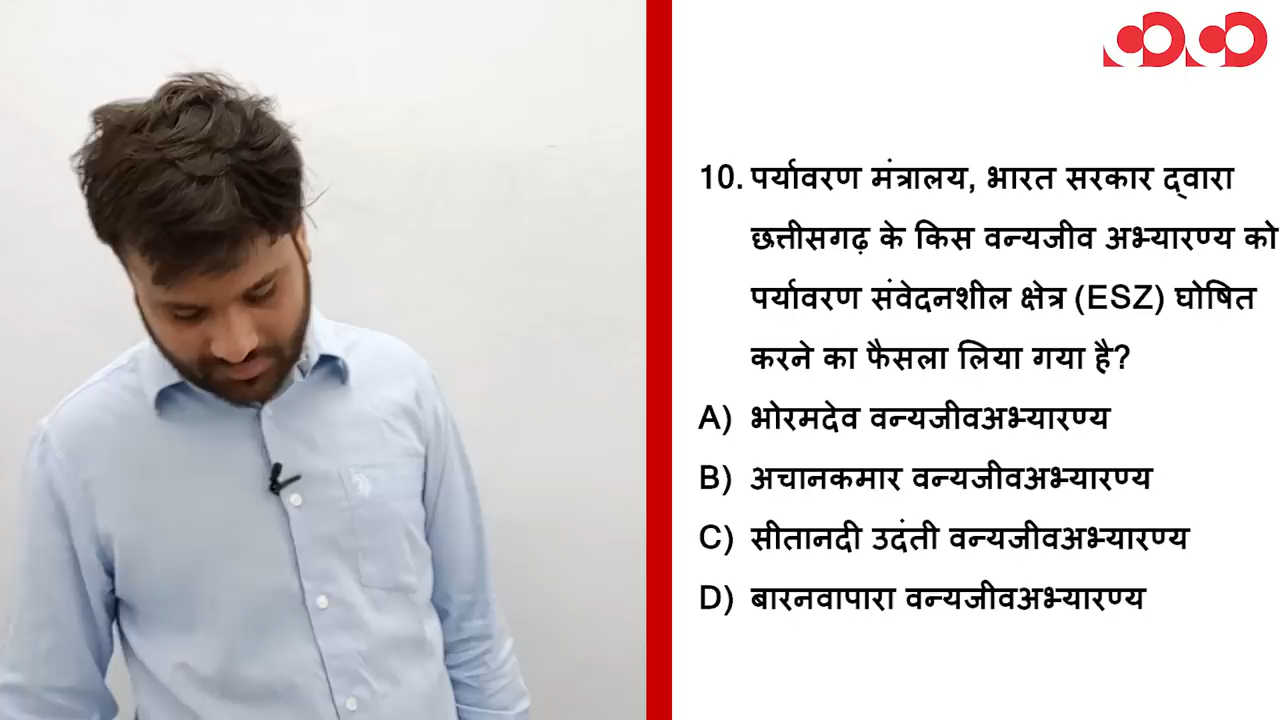 10. पर्यावरण मंत्रालय, भारत सरकार द्वारा
छत्तीसगढ़ के किस वन्यजीव अभ्यारण्य को
पर्यावरण संवेदनशील क्षेत्र (ESZ) घोषित
करने का फैसला लिया गया है?
A) भोरमदेव वन्यजीवअभ्यारण्य
B) अचानकमार वन्यजीवअभ्यारण्य
C) सीतानदी उदंती वन्यजीवअभ्यारण्य
D) बारनवापारा वन्यजीवअभ्यारण्य